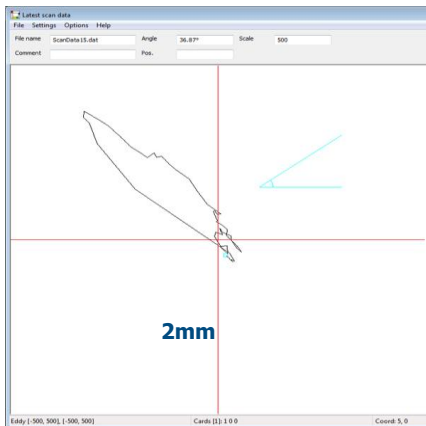 Latest scan data
File Settings Options Help
File name ScanData15.dat Angle 36.87° Scale 500
Comment Pos.
2mm
Eddy [-500, 500], [-500, 500] Cards [1]: 1 0 0 Coord: 5, 0